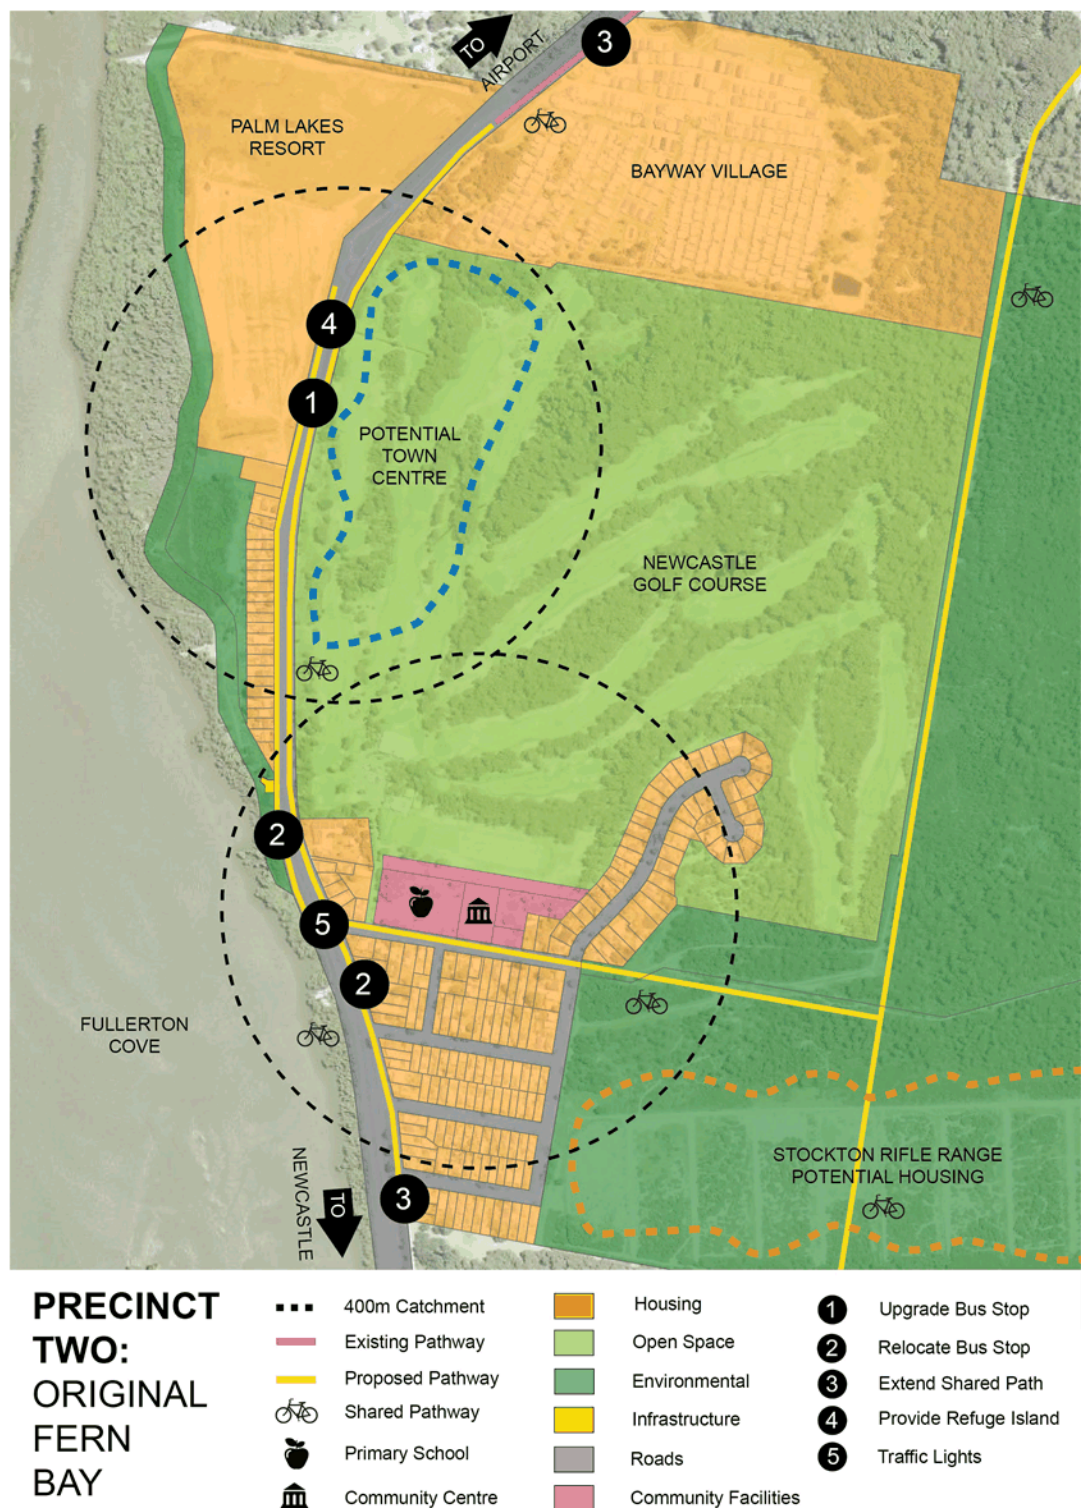 3
TO
AIRPORT
PALM LAKES
RESORT
BAYWAY VILLAGE
4
1
POTENTIAL
TOWN
CENTRE
NEWCASTLE
GOLF COURSE
2
5
2
FULLERTON
COVE
STOCKTON RIFLE RANGE
POTENTIAL HOUSING
NEWCASTLE
TO
3
PRECINCT
TWO:
ORIGINAL
FERN
BAY
400m Catchment
Existing Pathway
Proposed Pathway
Shared Pathway
Primary School
Community Centre
Housing
Open Space
Environmental
Infrastructure
Roads
Community Facilities
1 Upgrade Bus Stop
2 Relocate Bus Stop
3 Extend Shared Path
4 Provide Refuge Island
5 Traffic Lights